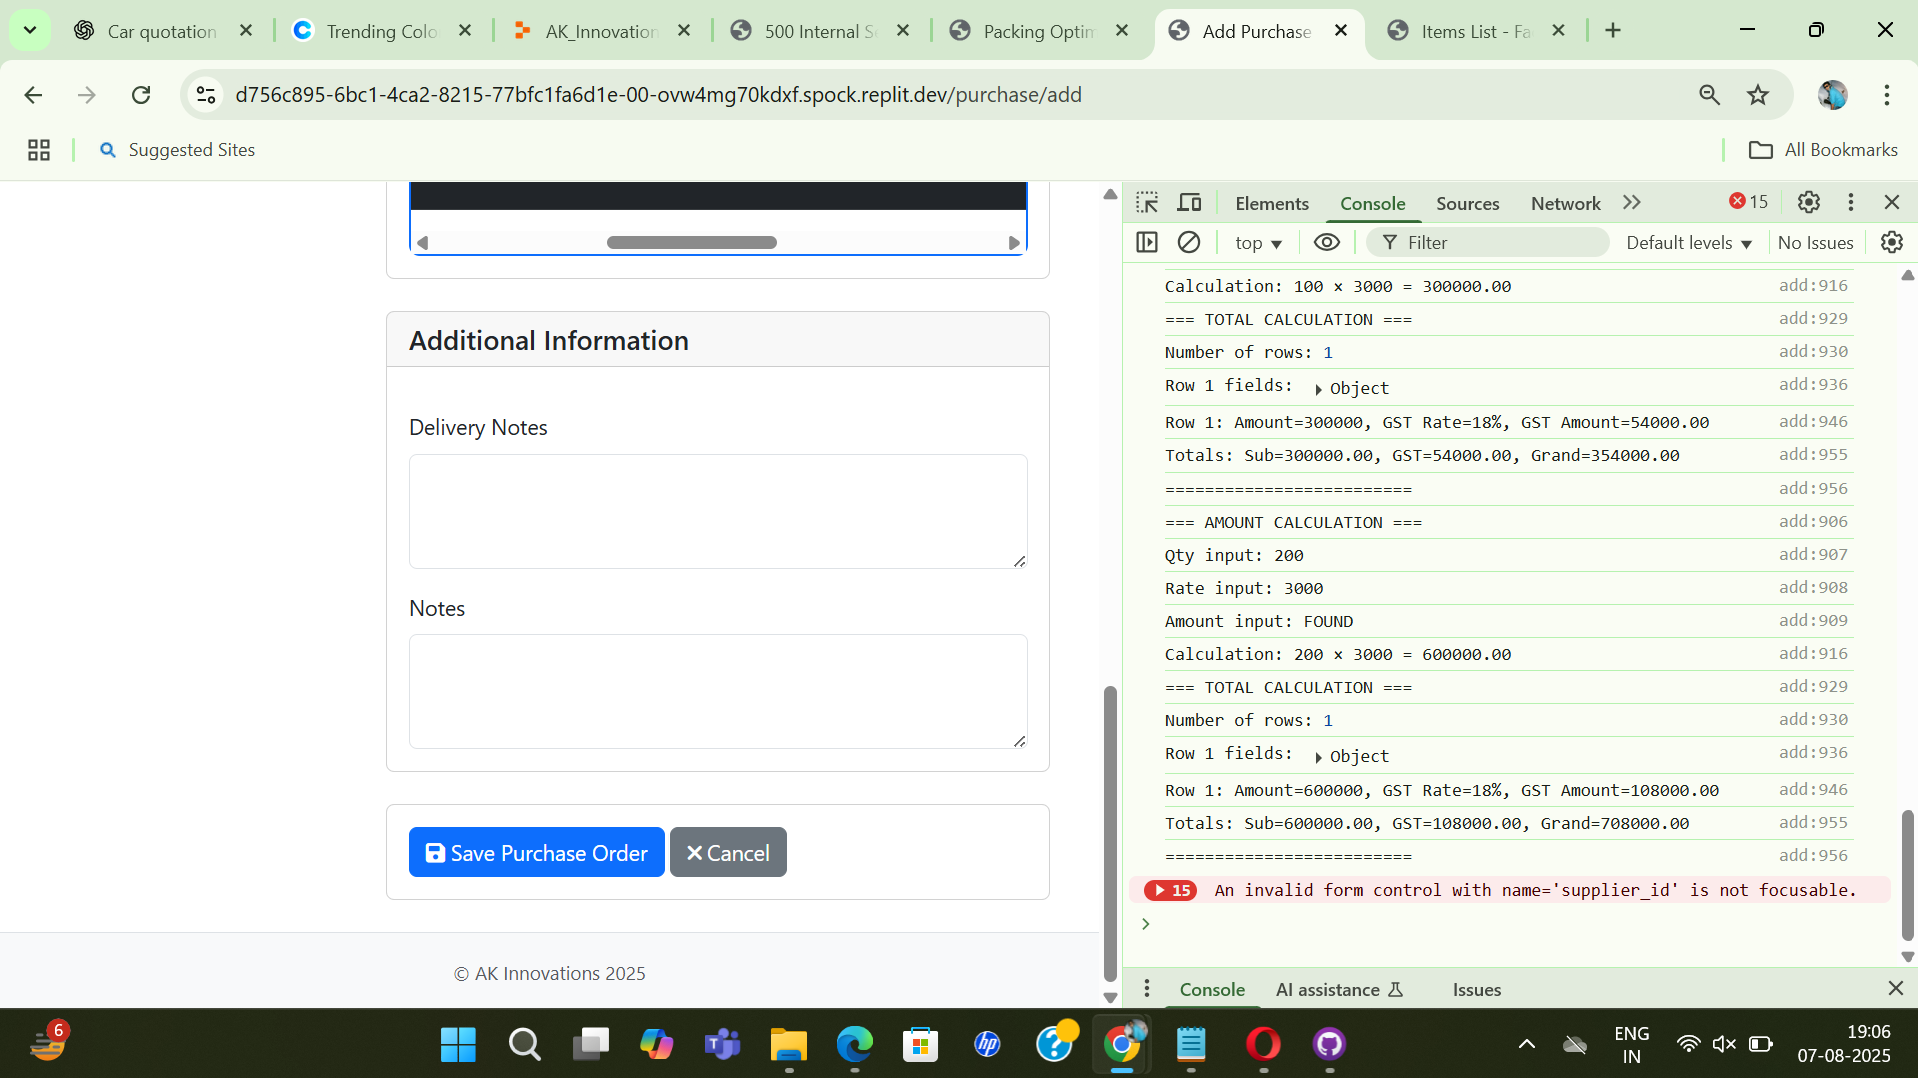 Car quotation
Trending Colo
AK_Innovation
500 Internal Se
Packing Optim
Add Purchase
Items List - Fa
d756c895-6bc1-4ca2-8215-77bfc1fa6d1e-00-ovw4mg70kdxf.spock.replit.dev/purchase/add
Suggested Sites
All Bookmarks
Additional Information
Delivery Notes
Notes
Save Purchase Order
Cancel
© AK Innovations 2025
Elements
Console
Sources
Network
15
top
Filter
Default levels
No Issues
Calculation: 100 × 3000 = 300000.00 add:916
=== TOTAL CALCULATION === add:929
Number of rows: 1 add:930
Row 1 fields: Object add:936
Row 1: Amount=300000, GST Rate=18%, GST Amount=54000.00 add:946
Totals: Sub=300000.00, GST=54000.00, Grand=354000.00 add:955
========================= add:956
=== AMOUNT CALCULATION === add:906
Qty input: 200 add:907
Rate input: 3000 add:908
Amount input: FOUND add:909
Calculation: 200 × 3000 = 600000.00 add:916
=== TOTAL CALCULATION === add:929
Number of rows: 1 add:930
Row 1 fields: Object add:936
Row 1: Amount=600000, GST Rate=18%, GST Amount=108000.00 add:946
Totals: Sub=600000.00, GST=108000.00, Grand=708000.00 add:955
========================= add:956
15 An invalid form control with name='supplier_id' is not focusable.
Console
AI assistance
Issues
6
hp
ENG
IN
19:06
07-08-2025